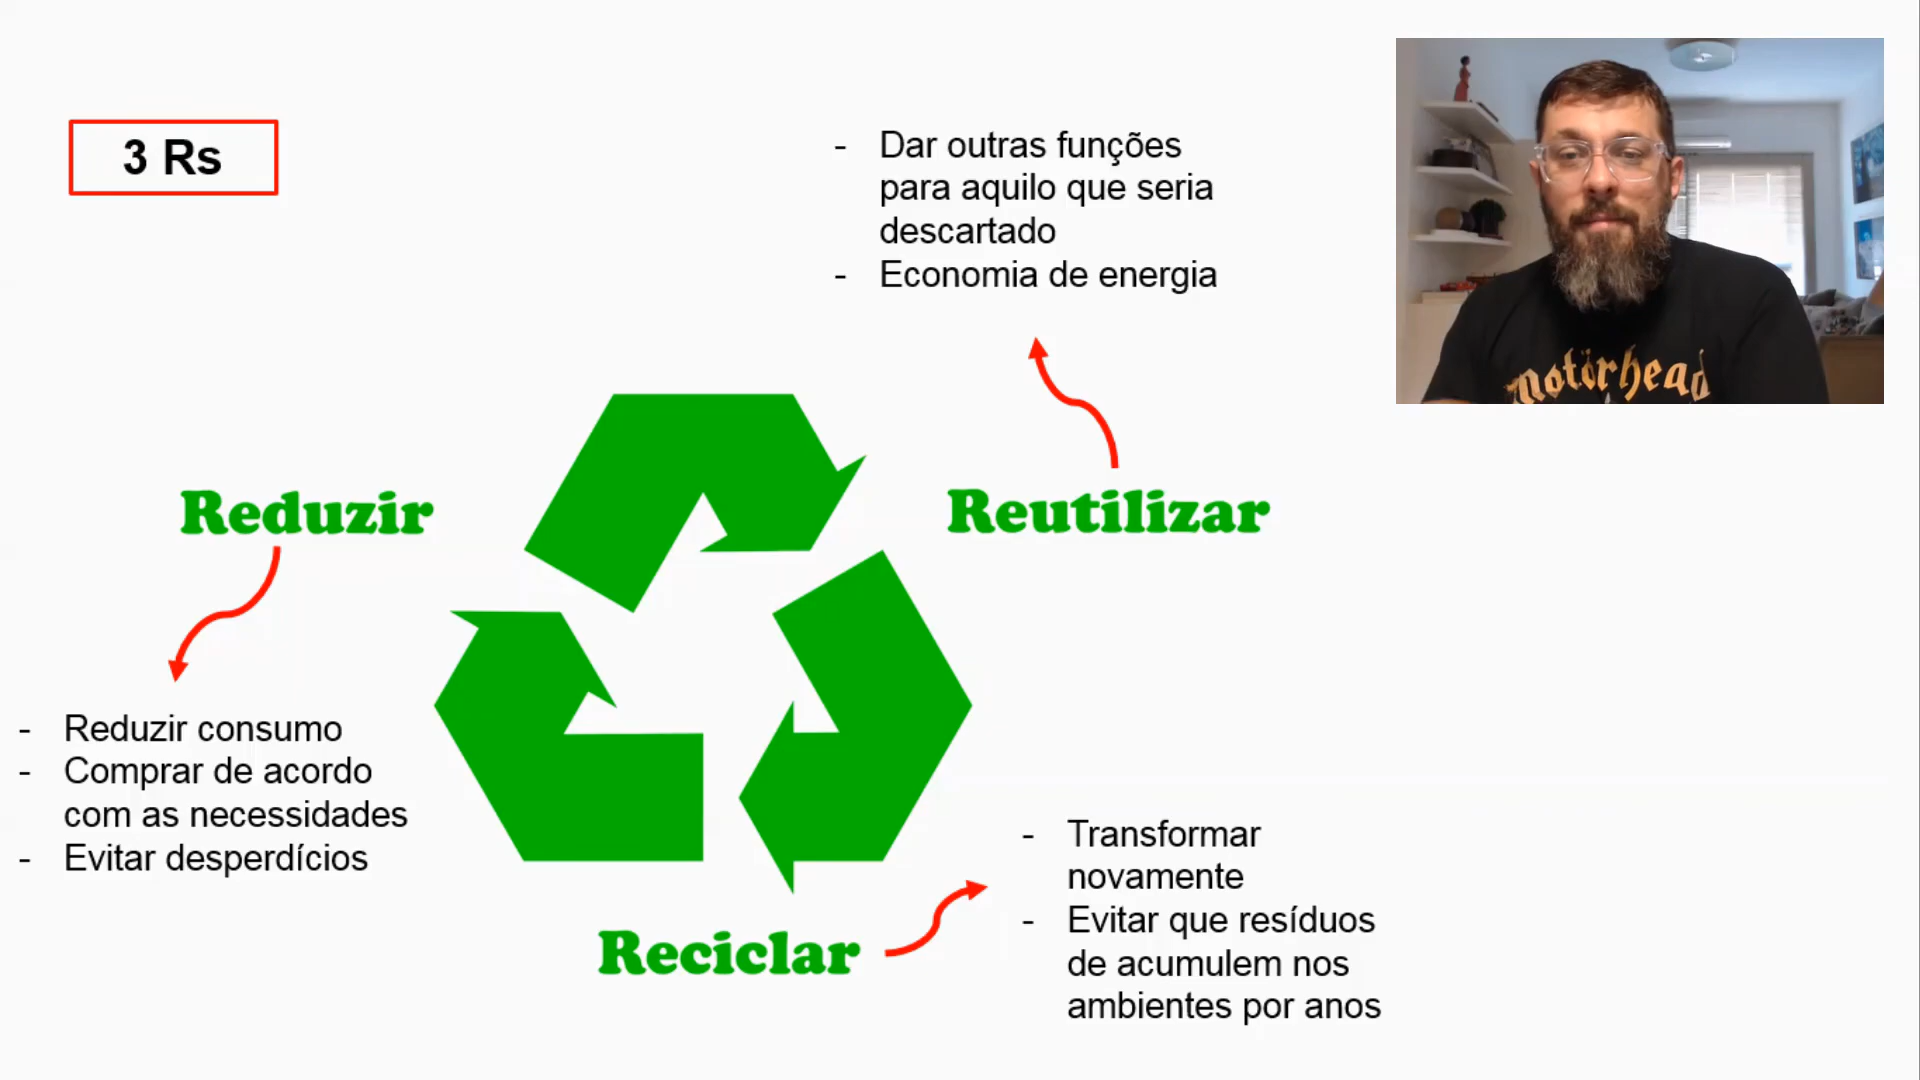 3 Rs
- Dar outras funções
para aquilo que seria
descartado
- Economia de energia
motörhead
Reduzir
Reutilizar
- Reduzir consumo
- Comprar de acordo
com as necessidades
- Evitar desperdícios
Reciclar
- Transformar
novamente
- Evitar que resíduos
de acumulem nos
ambientes por anos